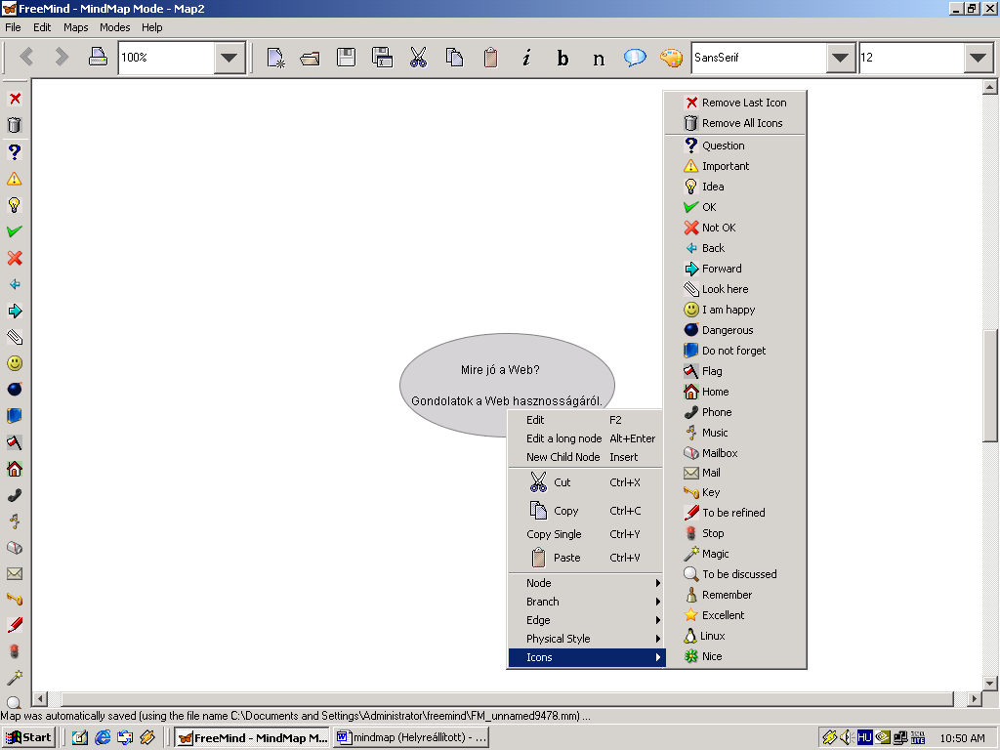 FreeMind - MindMap Mode - Map2
File Edit Maps Modes Help
100%
i b n
SansSerif
12
Mire jó a Web?
Gondolatok a Web hasznosságáról.
Edit F2
Edit a long node Alt+Enter
New Child Node Insert
Cut Ctrl+X
Copy Ctrl+C
Copy Single Ctrl+Y
Paste Ctrl+V
Node
Branch
Edge
Physical Style
Icons
Remove Last Icon
Remove All Icons
Question
Important
Idea
OK
Not OK
Back
Forward
Look here
I am happy
Dangerous
Do not forget
Flag
Home
Phone
Music
Mailbox
Mail
Key
To be refined
Stop
Magic
To be discussed
Remember
Excellent
Linux
Nice
Map was automatically saved (using the file name C:\Documents and Settings\Administrator\freemind\FM_unnamed9478.mm) ...
Start
FreeMind - MindMap M...
mindmap (Helyreállított) - ...
HU
10:50 AM